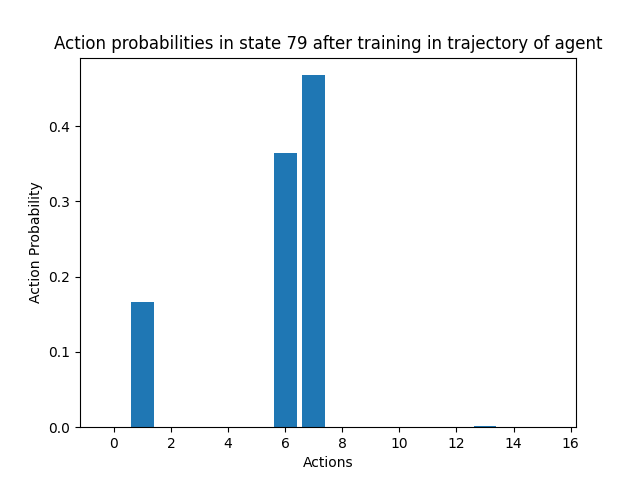 Action probabilities in state 79 after training in trajectory of agent
Action Probability
0.4
0.3
0.2
0.1
0.0
0 2 4 6 8 10 12 14 16
Actions